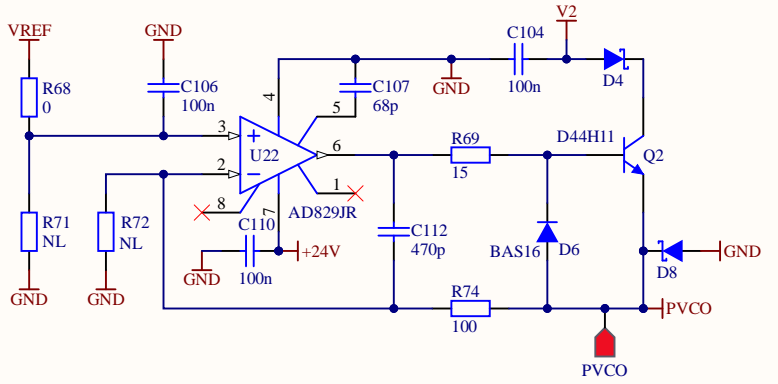 VREF
GND
V2
C104
100n
D4
R68
0
C106
100n
C107
68p
GND
4
5
3
2
U22
6
1
8
7
AD829JR
R69
15
D44H11
Q2
R71
NL
R72
NL
C110
100n
+24V
GND
C112
470p
BAS16
D6
D8
GND
GND
GND
R74
100
PVCO
PVCO